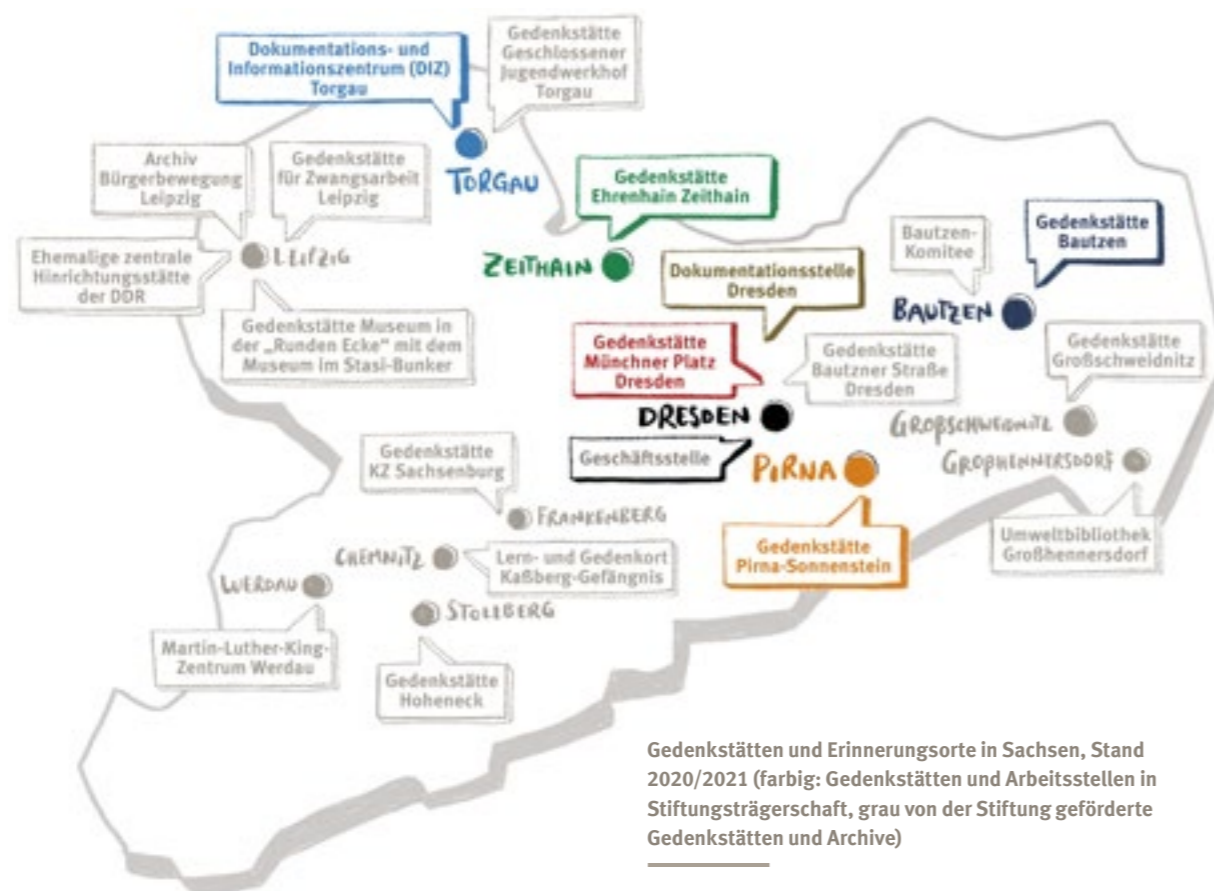 Dokumentations- und
Informationszentrum (DIZ)
Torgau
Gedenkstätte
Geschlossener
Jugendwerkhof
Torgau
TORGAU
Archiv
Bürgerbewegung
Leipzig
Gedenkstätte
für Zwangsarbeit
Leipzig
Ehemalige zentrale
Hinrichtungsstätte
der DDR
LEIPZIG
Gedenkstätte Museum in
der „Runden Ecke“ mit dem
Museum im Stasi-Bunker
Gedenkstätte
Ehrenhain Zeithain
ZEITHAIN
Dokumentationsstelle
Dresden
Gedenkstätte
Münchner Platz
Dresden
Gedenkstätte
Bautzner Straße
Dresden
DRESDEN
Geschäftsstelle
Bautzen-
Komitee
Gedenkstätte
Bautzen
BAUTZEN
Gedenkstätte
Großschweidnitz
GROßSCHWEIDNITZ
GROßHENNERSDORF
Umweltbibliothek
Großhennersdorf
PIRNA
Gedenkstätte
Pirna-Sonnenstein
Gedenkstätte
KZ Sachsenburg
FRANKENBERG
CHEMNITZ
Lern- und Gedenkort
Kaßberg-Gefängnis
WERDAU
Martin-Luther-King-
Zentrum Werdau
STOLLBERG
Gedenkstätte
Hoheneck
Gedenkstätten und Erinnerungsorte in Sachsen, Stand
2020/2021 (farbig: Gedenkstätten und Arbeitsstellen in
Stiftungsträgerschaft, grau von der Stiftung geförderte
Gedenkstätten und Archive)